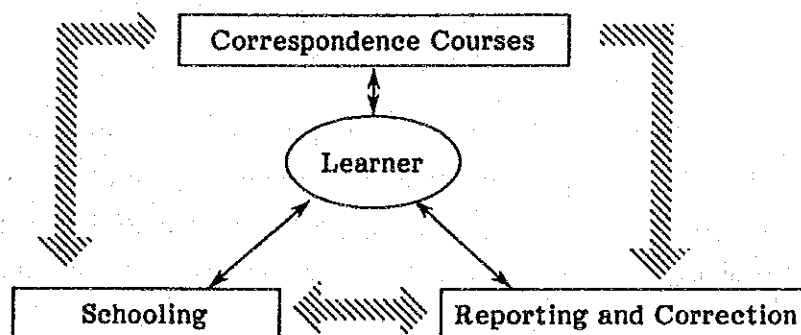 Correspondence Courses
Learner
Schooling
Reporting and Correction